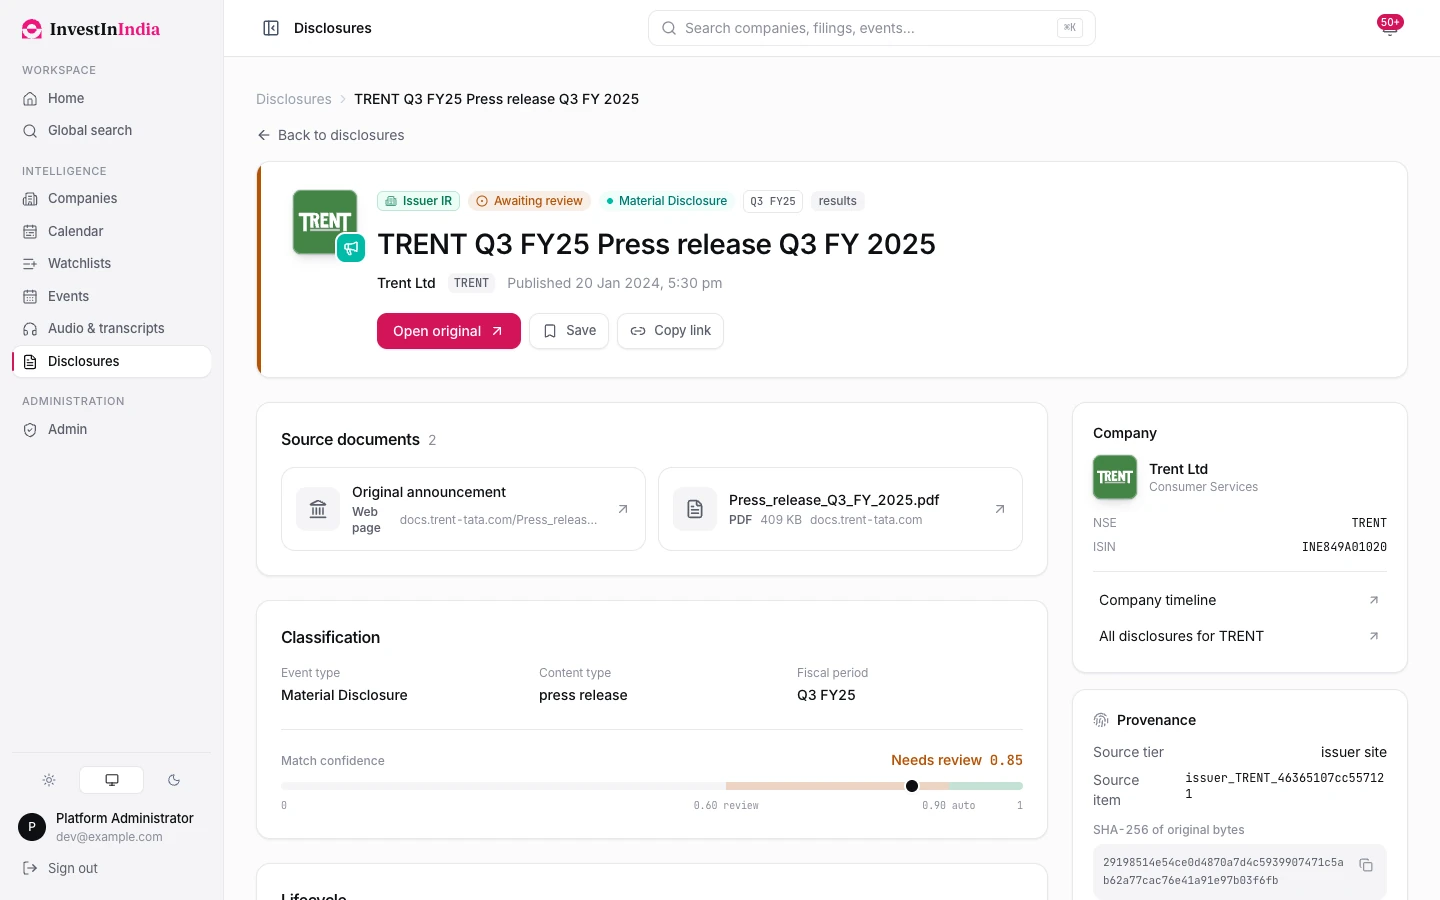 InvestInIndia
Disclosures
Search companies, filings, events...
⌘K
50+
WORKSPACE
Home
Global search
INTELLIGENCE
Companies
Calendar
Watchlists
Events
Audio & transcripts
Disclosures
ADMINISTRATION
Admin
Platform Administrator
P
dev@example.com
Sign out
Disclosures > TRENT Q3 FY25 Press release Q3 FY 2025
Back to disclosures
TRENT
Issuer IR
Awaiting review
Material Disclosure
Q3 FY25
results
TRENT Q3 FY25 Press release Q3 FY 2025
Trent Ltd TRENT Published 20 Jan 2024, 5:30 pm
Open original
Save
Copy link
Source documents 2
Original announcement
Web page docs.trent-tata.com/Press_releas...
Press_release_Q3_FY_2025.pdf
PDF 409 KB docs.trent-tata.com
Classification
Event type
Material Disclosure
Content type
press release
Fiscal period
Q3 FY25
Match confidence
Needs review 0.85
0
0.60 review
0.90 auto
1
Company
TRENT
Trent Ltd
Consumer Services
NSE TRENT
ISIN INE849A01020
Company timeline
All disclosures for TRENT
Provenance
Source tier issuer site
Source item
issuer_TRENT_46365107cc55712
1
SHA-256 of original bytes
29198514e54ce0d4870a7d4c5939907471c5a
b62a77cac76e41a91e97b03f6fb
Lifecycle